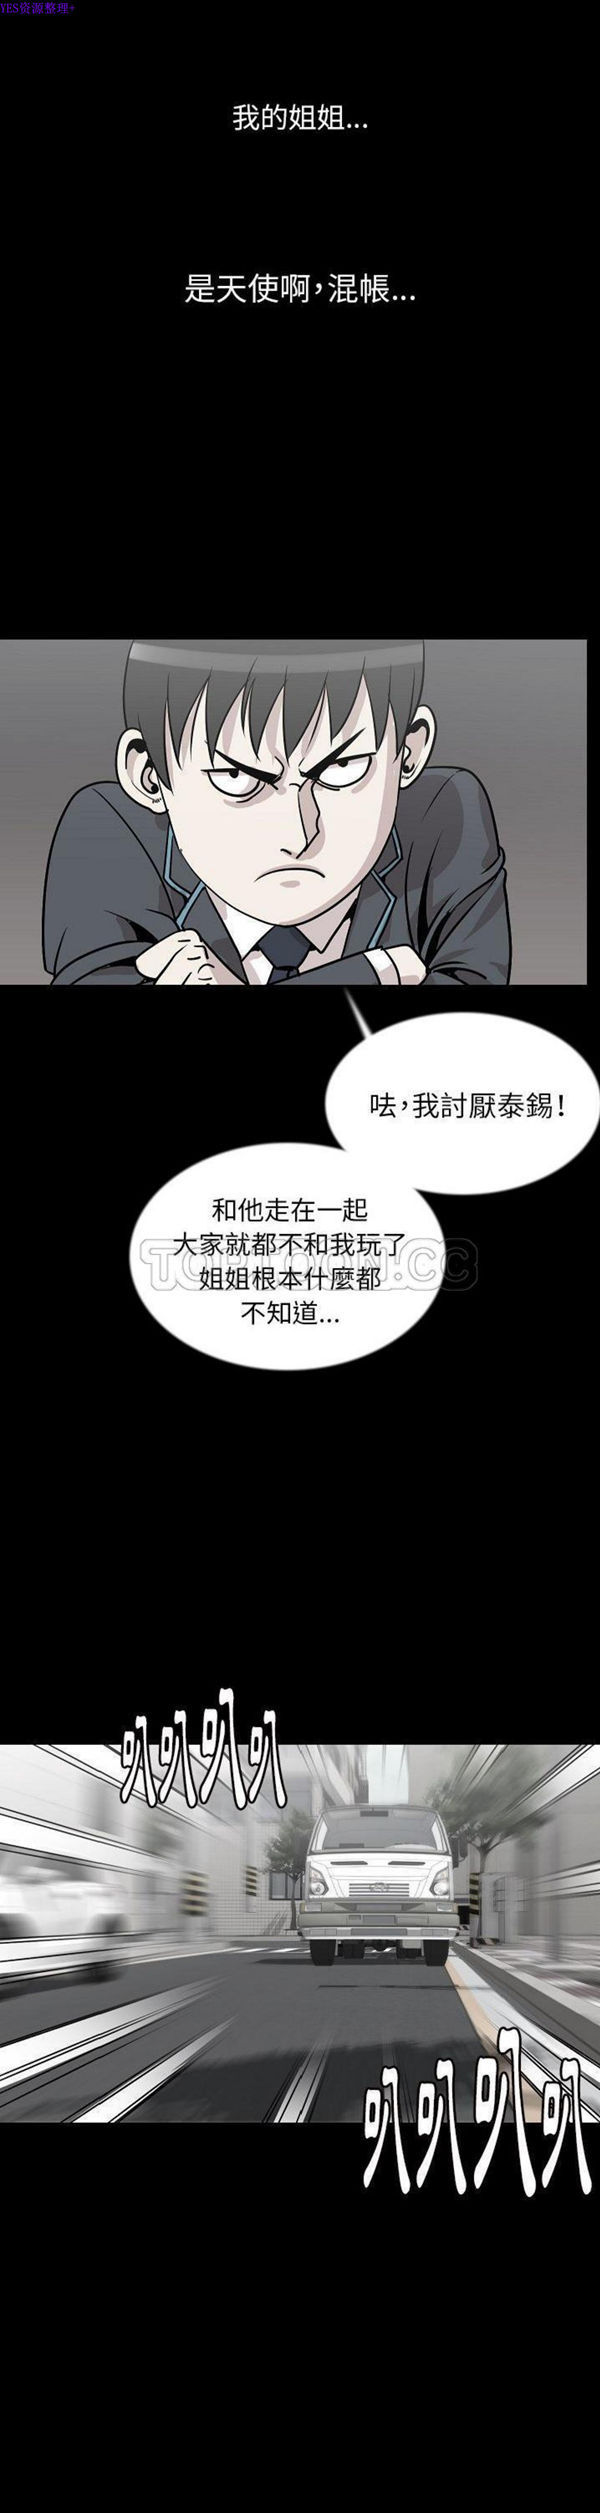 YES资源整理+
我的姐姐...
是天使啊，混帳...
呿，我討厭泰錫！
和他走在一起
大家就都不和我玩了
TOPTOON.CC
姐姐根本什麼都
不知道...
叭叭叭叭
叭叭叭叭